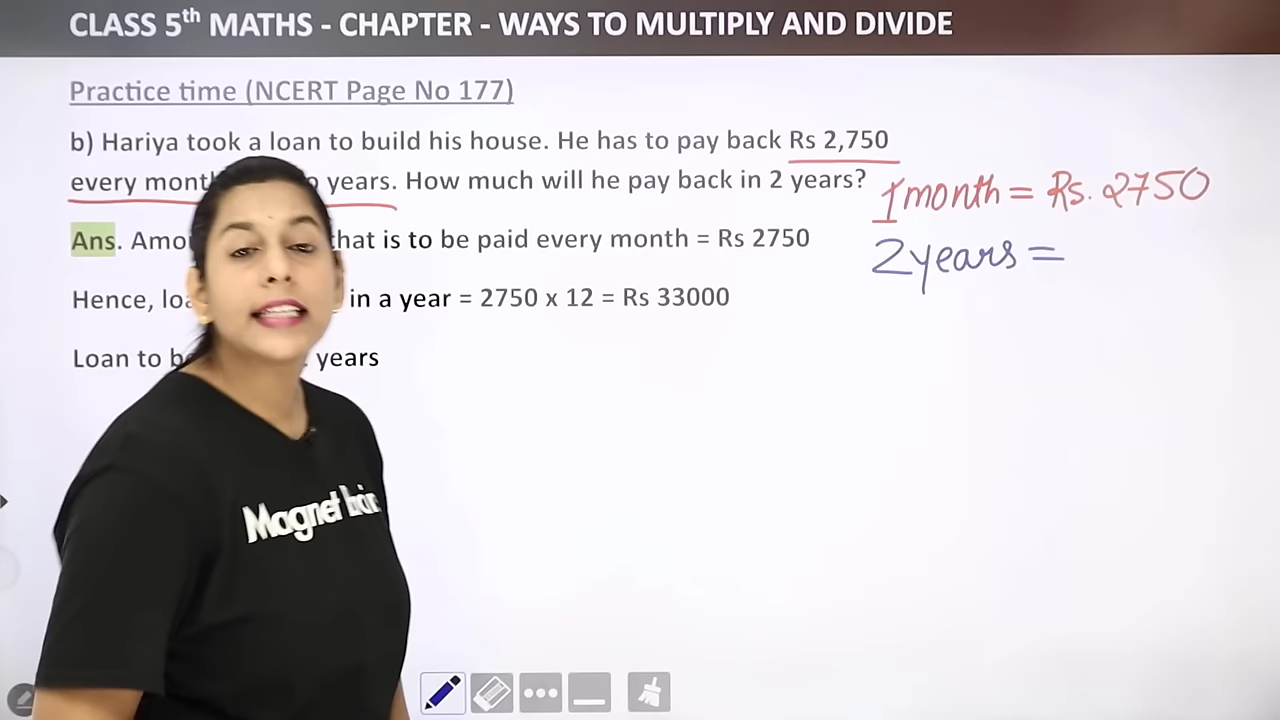 CLASS 5th MATHS - CHAPTER - WAYS TO MULTIPLY AND DIVIDE
Practice time (NCERT Page No 177)
b) Hariya took a loan to build his house. He has to pay back Rs 2,750
every years. How much will he pay back in 2 years?
1 month = Rs. 2750
Ans. that is to be paid every month = Rs 2750
2 years =
Hence, in a year = 2750 x 12 = Rs 33000
Loan to years
Magnet